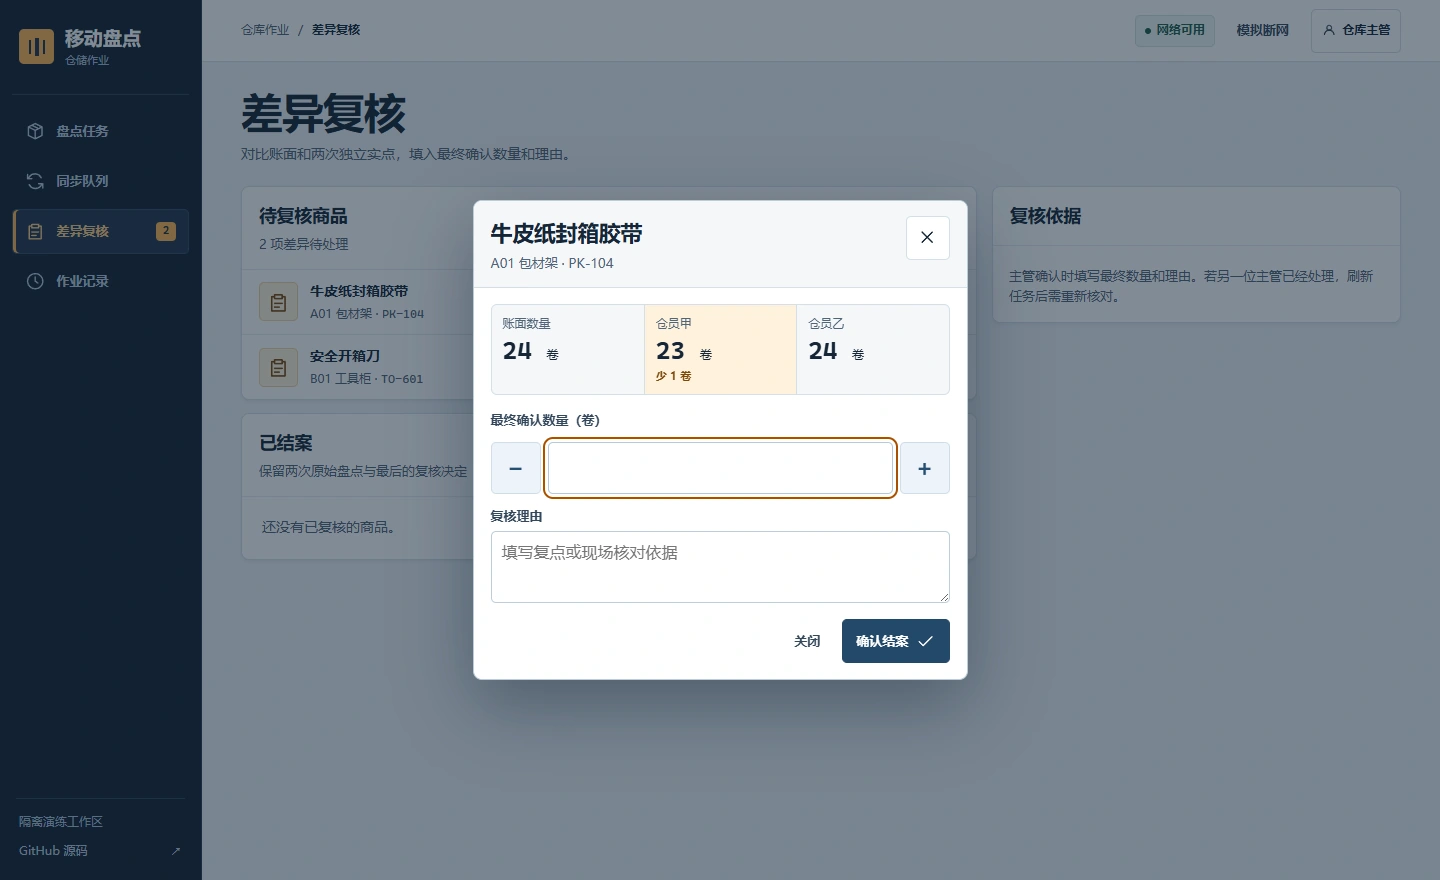 移动盘点
仓储作业
盘点任务
同步队列
差异复核 2
作业记录
隔离演练工作区
GitHub 源码 ↗
仓库作业 / 差异复核
网络可用
模拟断网
仓库主管
差异复核
对比账面和两次独立实点，填入最终确认数量和理由。
待复核商品
2 项差异待处理
牛皮纸封箱胶带
A01 包材架 · PK-104
安全开箱刀
B01 工具柜 · TO-601
已结案
保留两次原始盘点与最后的复核决定
还没有已复核的商品。
复核依据
主管确认时填写最终数量和理由。若另一位主管已经处理，刷新
任务后需重新核对。
牛皮纸封箱胶带
A01 包材架 · PK-104
账面数量
24 卷
仓员甲
23 卷
少 1 卷
仓员乙
24 卷
最终确认数量（卷）
− +
复核理由
填写复点或现场核对依据
关闭
确认结案